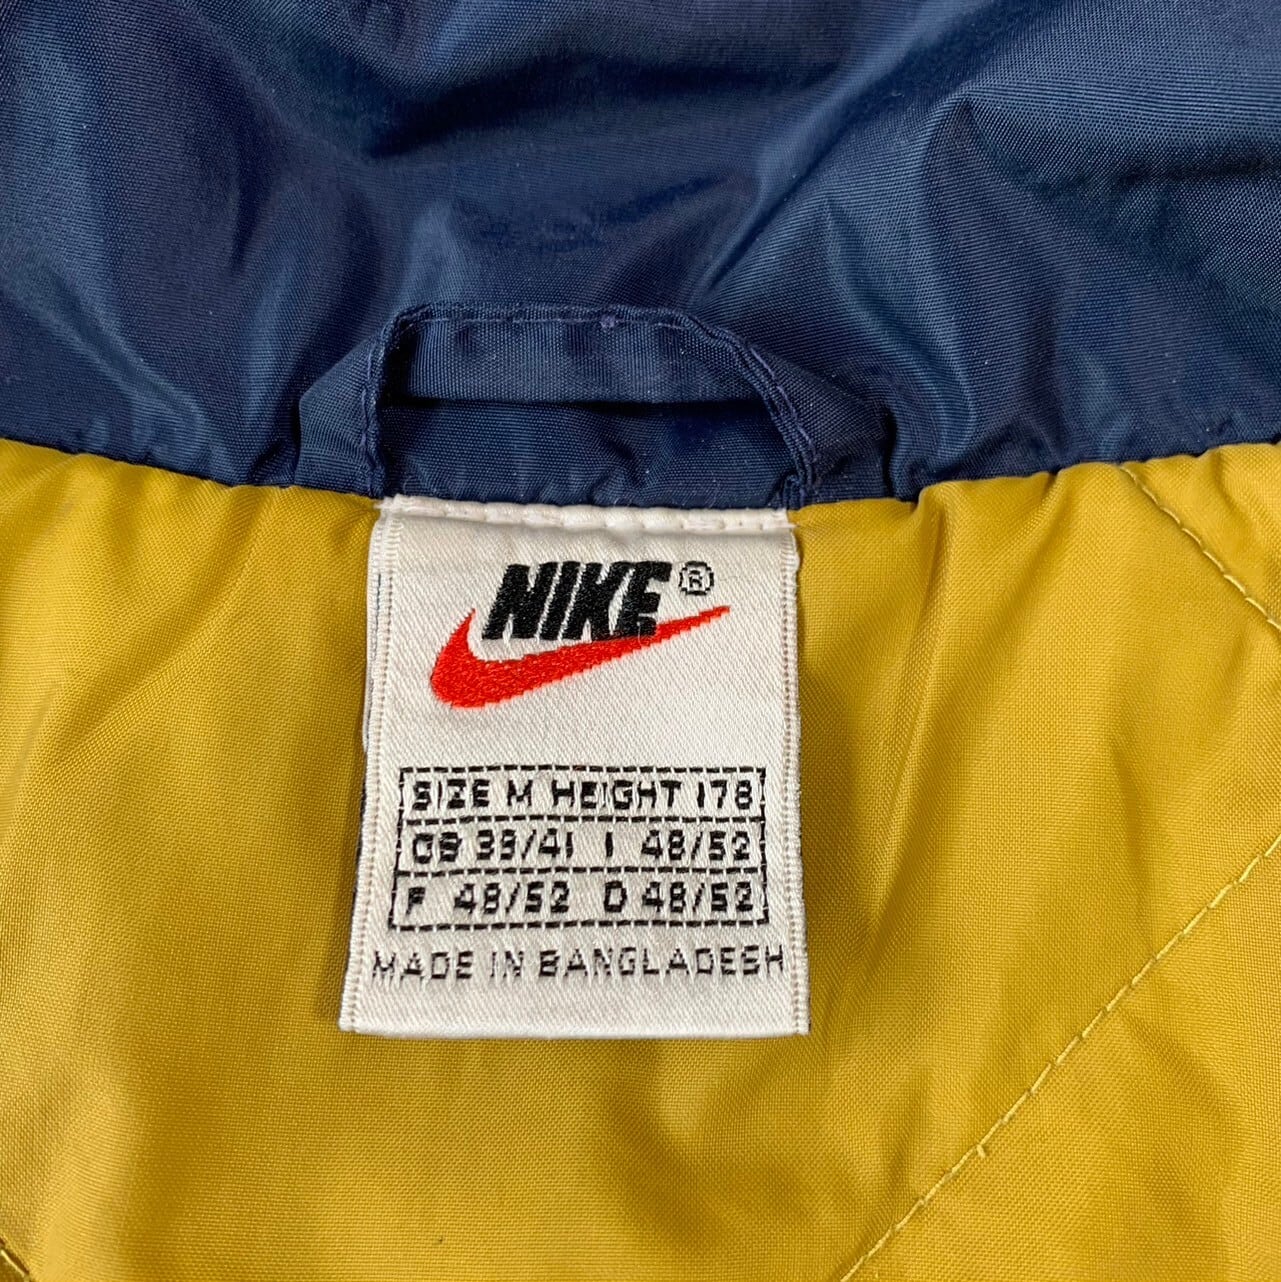 NIKE ®
SIZE M HEIGHT 178
GB 39/41 I 48/52
F 48/52 D 48/52
MADE IN BANGLADESH